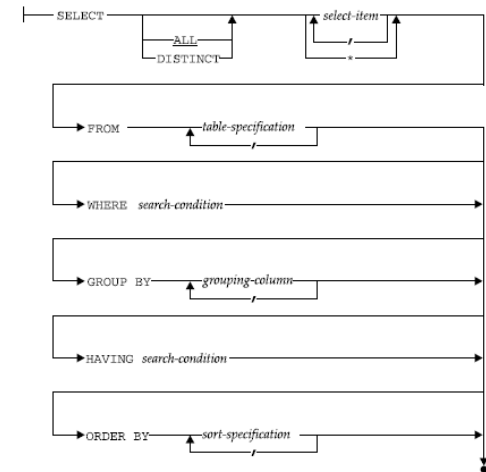 SELECT select-item
ALL ,
DISTINCT *
FROM table-specification
,
WHERE search-condition
GROUP BY grouping-column
,
HAVING search-condition
ORDER BY sort-specification
,